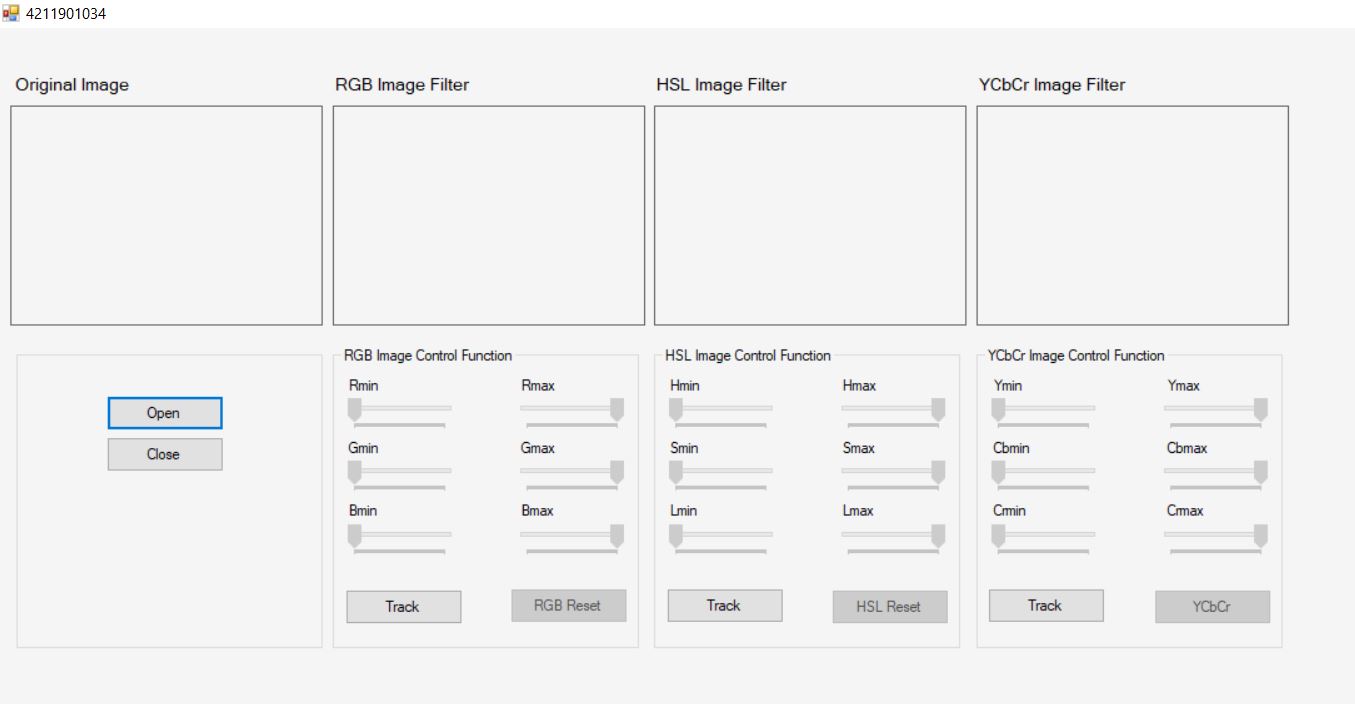 4211901034
Original Image
RGB Image Filter
HSL Image Filter
YCbCr Image Filter
Open
Close
RGB Image Control Function
Rmin Rmax
Gmin Gmax
Bmin Bmax
Track RGB Reset
HSL Image Control Function
Hmin Hmax
Smin Smax
Lmin Lmax
Track HSL Reset
YCbCr Image Control Function
Ymin Ymax
Cbmin Cbmax
Crmin Crmax
Track YCbCr